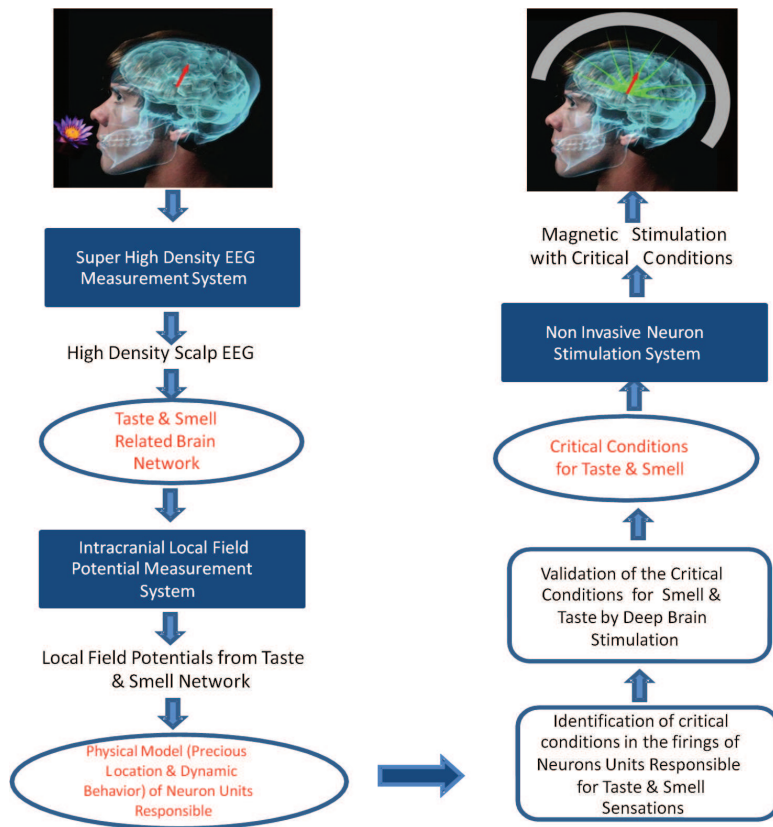 Super High Density EEG
Measurement System
High Density Scalp EEG
Taste & Smell
Related Brain
Network
Intracranial Local Field
Potential Measurement
System
Local Field Potentials from Taste
& Smell Network
Physical Model (Precious
Location & Dynamic
Behavior) of Neuron Units
Responsible
Magnetic Stimulation
with Critical Conditions
Non Invasive Neuron
Stimulation System
Critical Conditions
for Taste & Smell
Validation of the Critical
Conditions for Smell &
Taste by Deep Brain
Stimulation
Identification of critical
conditions in the firings of
Neurons Units Responsible
for Taste & Smell
Sensations